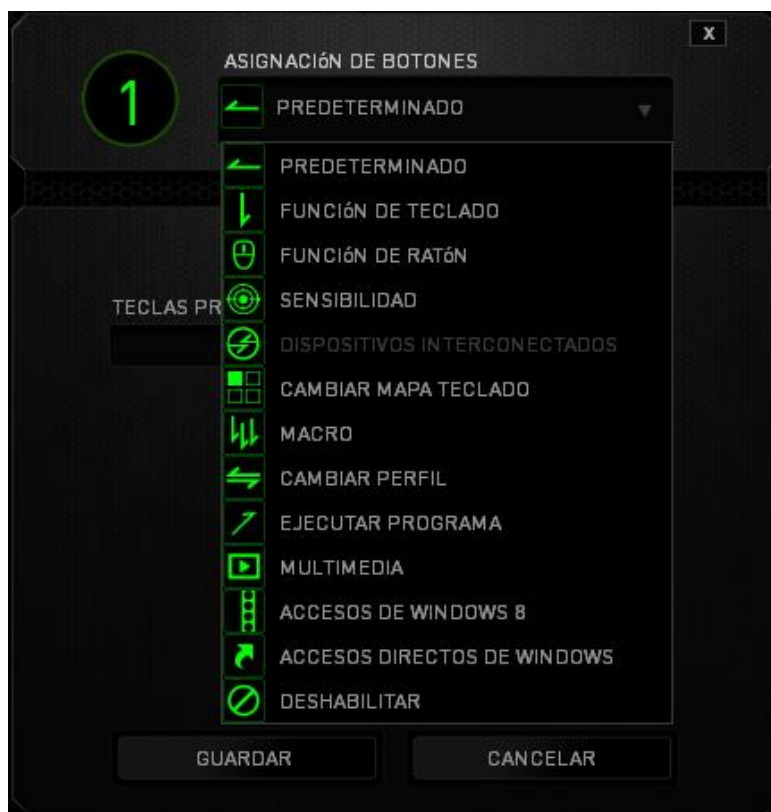 X
ASIGNACIóN DE BOTONES
1
PREDETERMINADO
PREDETERMINADO
FUNCIóN DE TECLADO
FUNCIóN DE RATóN
SENSIBILIDAD
TECLAS PR
DISPOSITIVOS INTERCONECTADOS
CAMBIAR MAPA TECLADO
MACRO
CAMBIAR PERFIL
EJECUTAR PROGRAMA
MULTIMEDIA
ACCESOS DE WINDOWS 8
ACCESOS DIRECTOS DE WINDOWS
DESHABILITAR
GUARDAR
CANCELAR